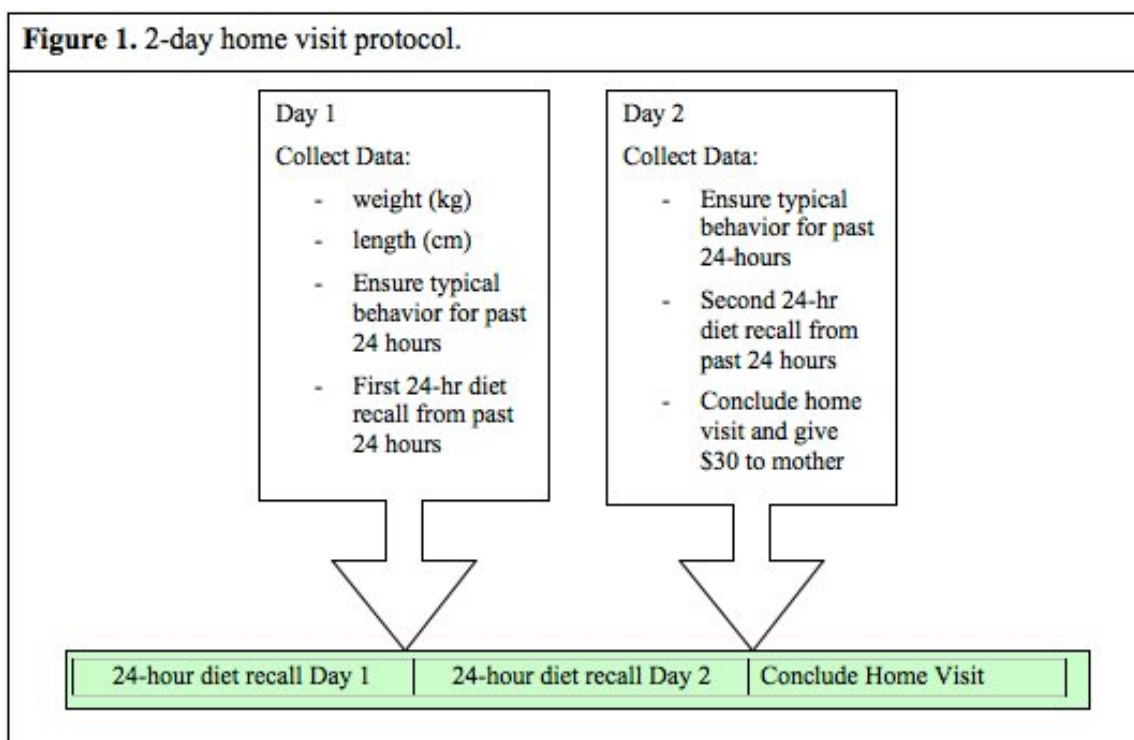 Figure 1. 2-day home visit protocol.
Day 1
Collect Data:
- weight (kg)
- length (cm)
- Ensure typical
behavior for past
24 hours
- First 24-hr diet
recall from past
24 hours
Day 2
Collect Data:
- Ensure typical
behavior for past
24-hours
- Second 24-hr
diet recall from
past 24 hours
- Conclude home
visit and give
$30 to mother
24-hour diet recall Day 1
24-hour diet recall Day 2
Conclude Home Visit